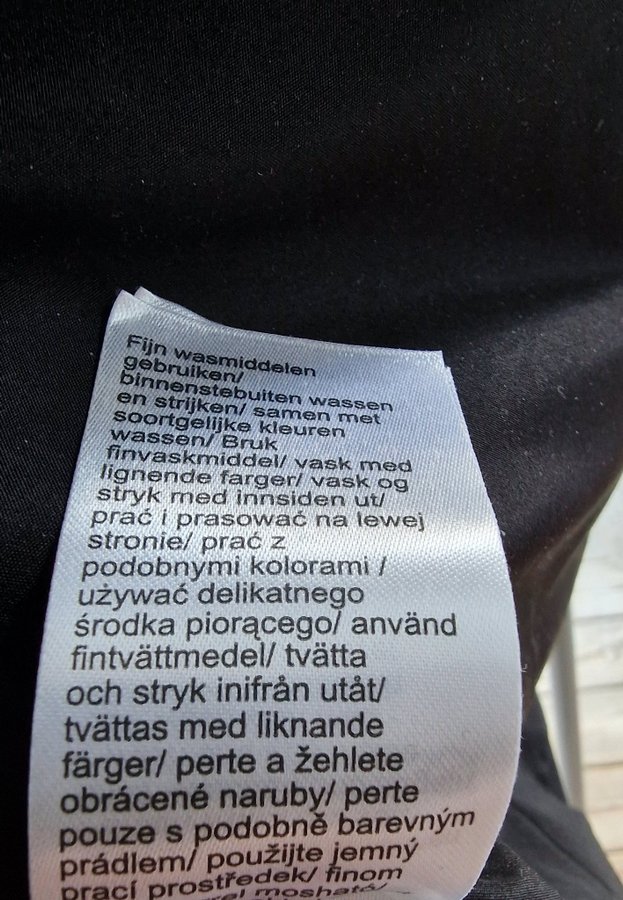 Fijn wasmiddelen
gebruiken/
binnenstebuiten wassen
en strijken/ samen met
soortgelijke kleuren
wassen/ Bruk
finvaskmiddel/ vask med
lignende farger/ vask og
stryk med innsiden ut/
prać i prasować na lewej
stronie/ prać z
podobnymi kolorami /
używać delikatnego
środka piorącego/ använd
fintvättmedel/ tvätta
och stryk inifrån utåt/
tvättas med liknande
färger/ perte a žehlete
obrácené naruby/ perte
pouze s podobně barevným
prádlem/ použijte jemný
prací prostředek/ finom